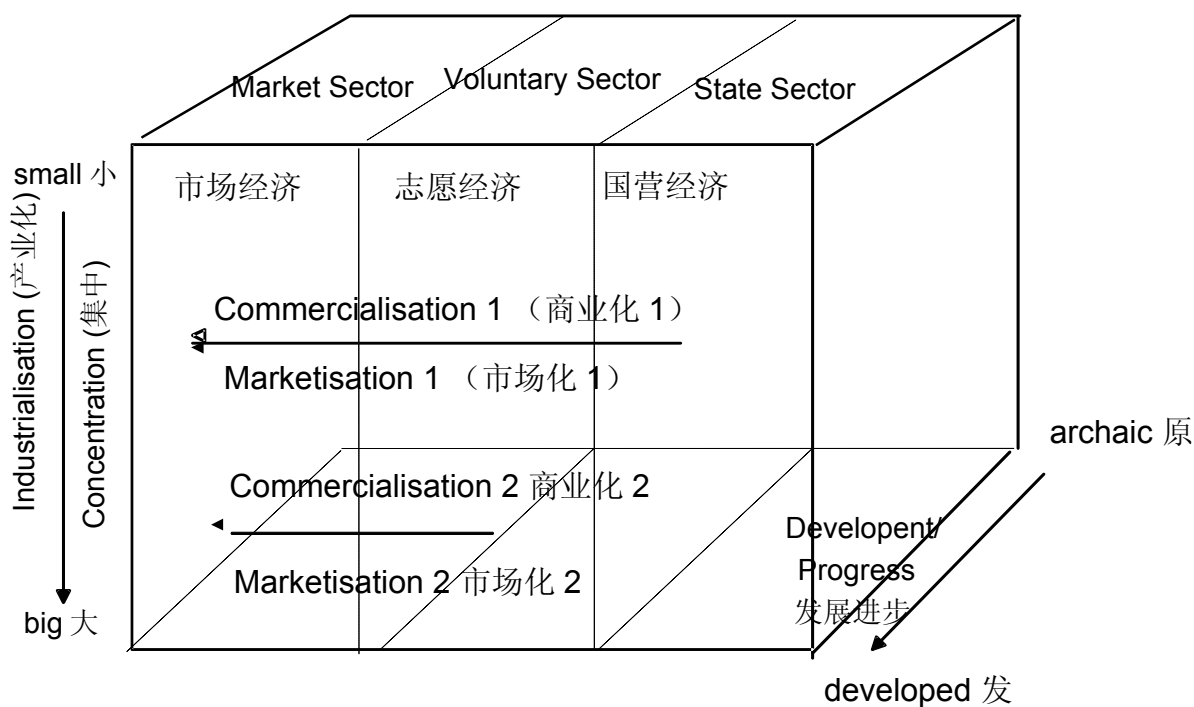 Market Sector Voluntary Sector State Sector
small 小
市场经济 志愿经济 国营经济
Industrialisation (产业化)
Concentration (集中)
Commercialisation 1 （商业化 1）
Marketisation 1 （市场化 1）
archaic 原
Commercialisation 2 商业化 2
Marketisation 2 市场化 2
Developent/
Progress
发展进步
big 大
developed 发